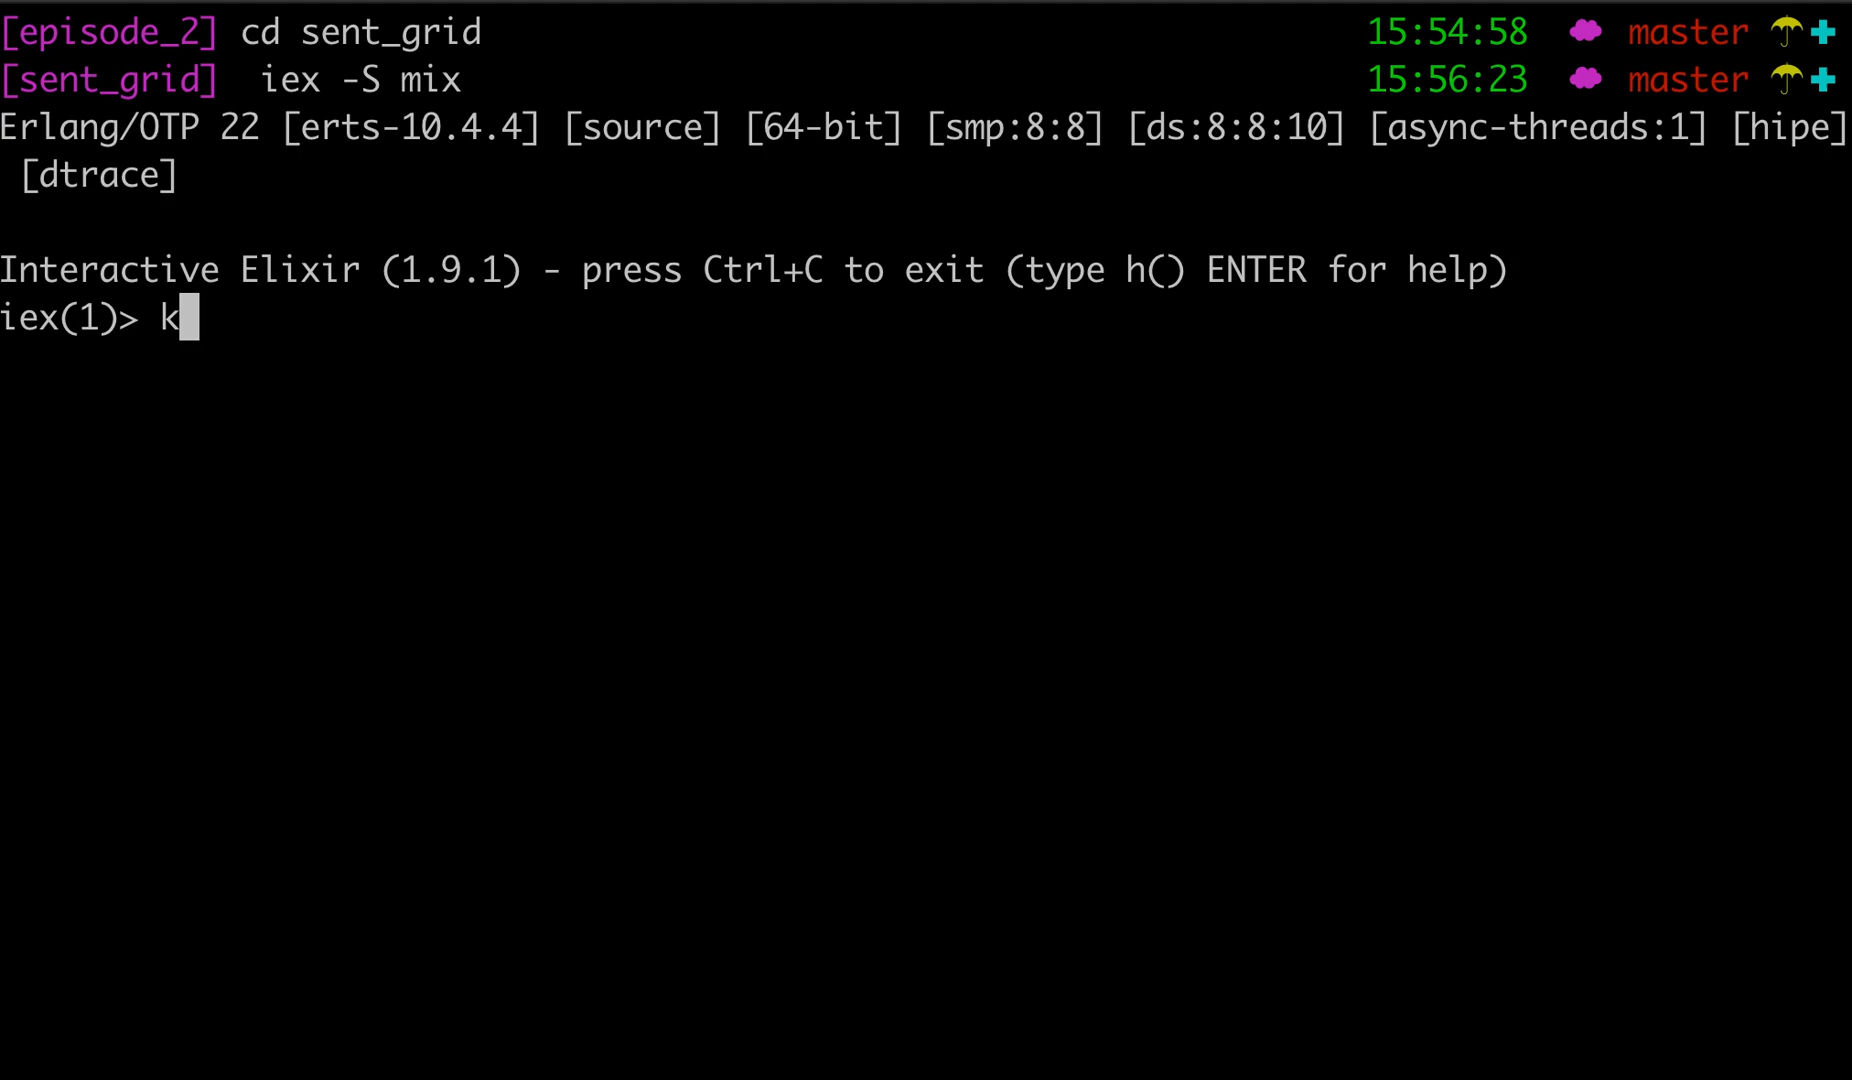 [episode_2] cd sent_grid 15:54:58 master
[sent_grid] iex -S mix 15:56:23 master
Erlang/OTP 22 [erts-10.4.4] [source] [64-bit] [smp:8:8] [ds:8:8:10] [async-threads:1] [hipe]
[dtrace]
Interactive Elixir (1.9.1) - press Ctrl+C to exit (type h() ENTER for help)
iex(1)> k